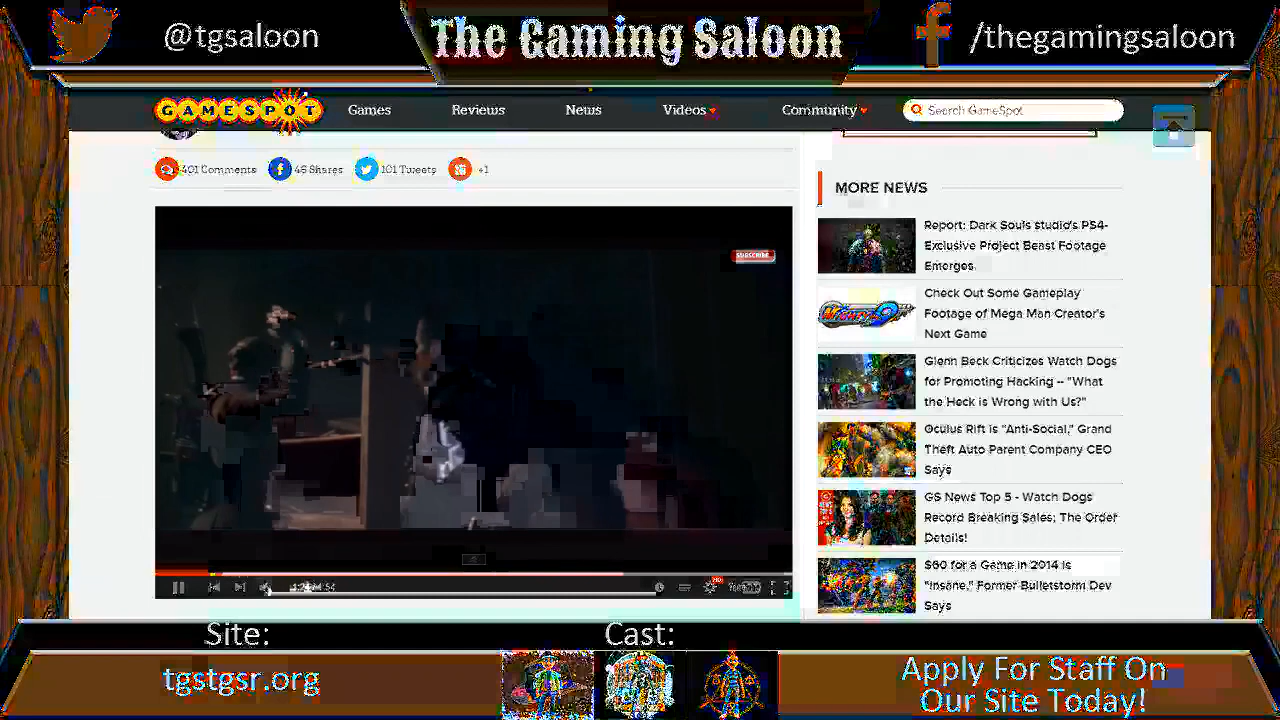 @tgsaloon
The Gaming Saloon
/thegamingsaloon
GAMESPOT
Games
Reviews
News
Videos
Community
Search GameSpot
401 Comments
46 Shares
101 Tweets
+1
SUBSCRIBE
MORE NEWS
Report: Dark Souls studio's PS4-
Exclusive Project Beast Footage
Emerges
Check Out Some Gameplay
Footage of Mega Man Creator's
Next Game
Glenn Beck Criticizes Watch Dogs
for Promoting Hacking -- "What
the Heck is Wrong with Us?"
Oculus Rift is "Anti-Social," Grand
Theft Auto Parent Company CEO
Says
GS News Top 5 - Watch Dogs
Record Breaking Sales; The Order
Details!
$60 for a Game in 2014 is
"Insane," Former Bulletstorm Dev
Says
Site:
tgstgsr.org
Cast:
Apply For Staff On
Our Site Today!